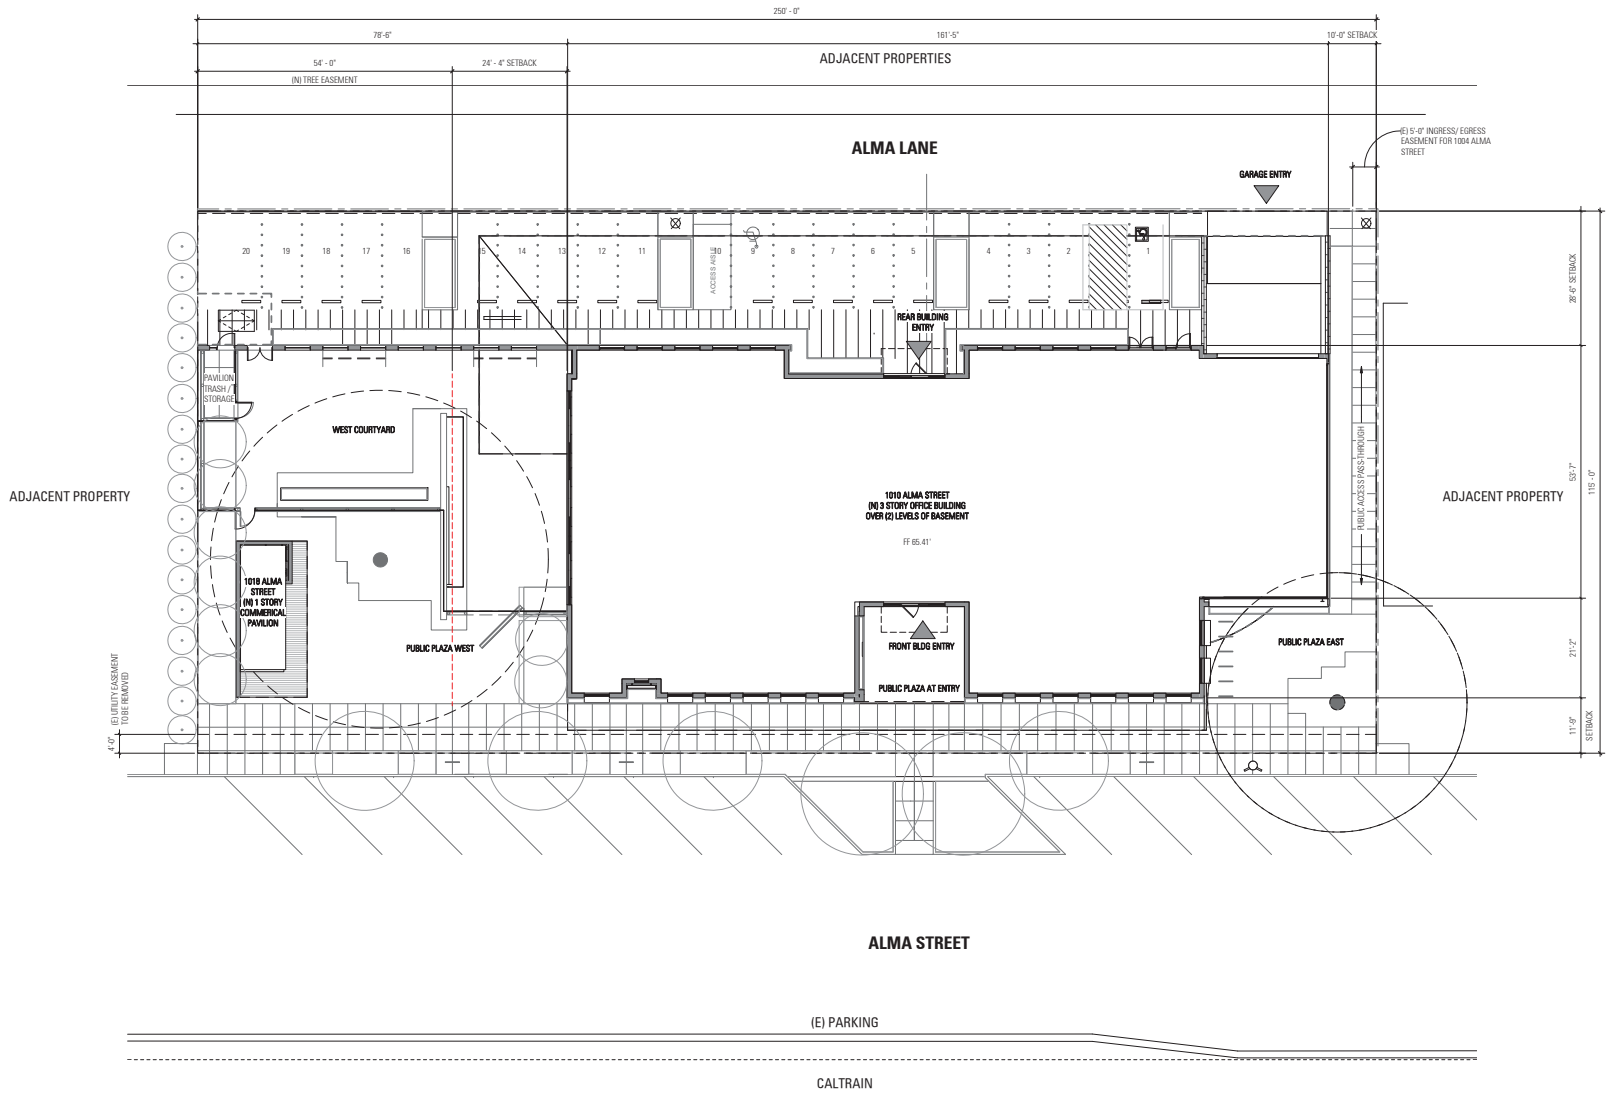 250' - 0"
78'-6"
161'-5"
10'-0" SETBACK
54' - 0"
24' - 4" SETBACK
ADJACENT PROPERTIES
(N) TREE EASEMENT
ALMA LANE
(E) 5'-0" INGRESS/ EGRESS
EASEMENT FOR 1004 ALMA
STREET
GARAGE ENTRY
20
19
18
17
16
15
14
13
12
11
10
9
8
7
6
5
4
3
2
1
ACCESS AISLE
28'-6" SETBACK
REAR BUILDING
ENTRY
PAVILION
TRASH /
STORAGE
WEST COURTYARD
PUBLIC ACCESS PASS-THROUGH
53'-7"
115' - 0"
ADJACENT PROPERTY
1010 ALMA STREET
(N) 3 STORY OFFICE BUILDING
OVER (2) LEVELS OF BASEMENT
FF 65.41'
ADJACENT PROPERTY
1018 ALMA
STREET
(N) 1 STORY
COMMERICAL
PAVILION
PUBLIC PLAZA WEST
FRONT BLDG ENTRY
PUBLIC PLAZA AT ENTRY
PUBLIC PLAZA EAST
21'-2"
(E) UTILITY EASEMENT
TO BE REMOVED
4'-0"
11'-9"
SETBACK
ALMA STREET
(E) PARKING
CALTRAIN